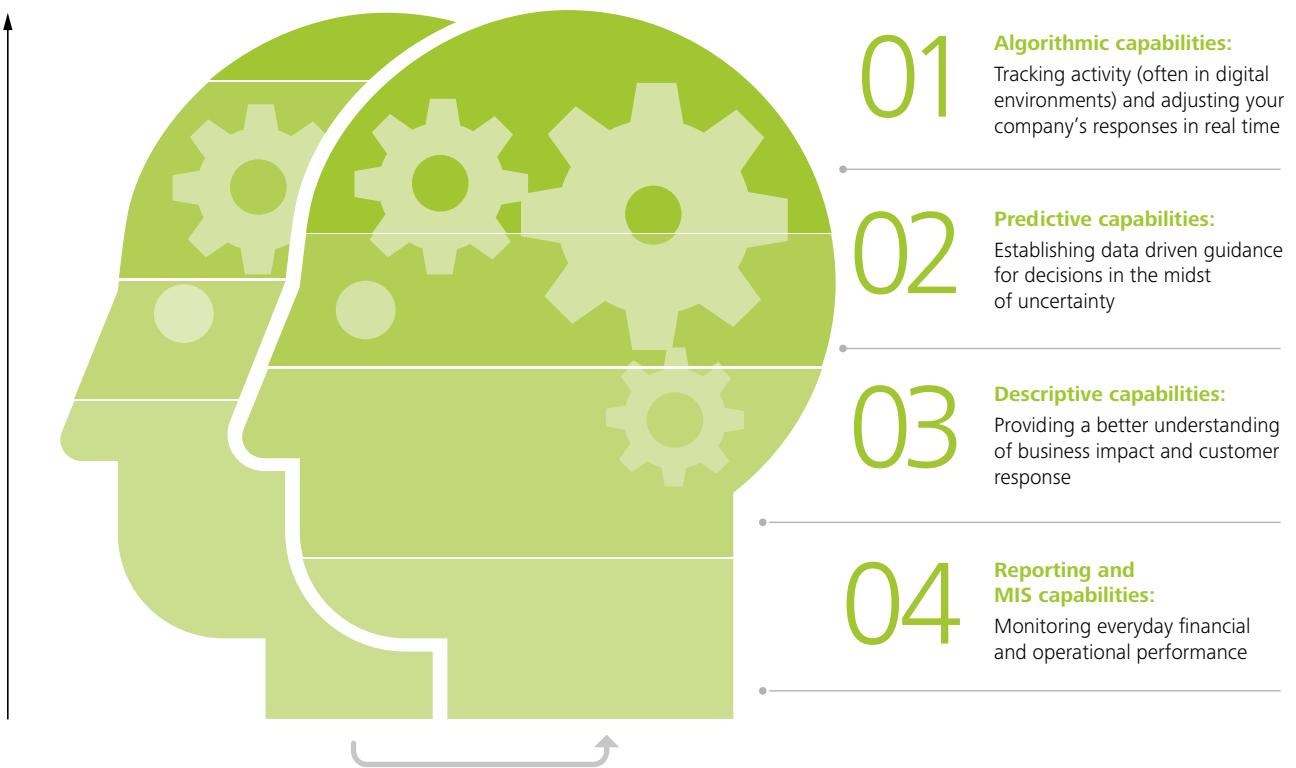 01
Algorithmic capabilities:
Tracking activity (often in digital
environments) and adjusting your
company’s responses in real time
02
Predictive capabilities:
Establishing data driven guidance
for decisions in the midst
of uncertainty
03
Descriptive capabilities:
Providing a better understanding
of business impact and customer
response
04
Reporting and
MIS capabilities:
Monitoring everyday financial
and operational performance